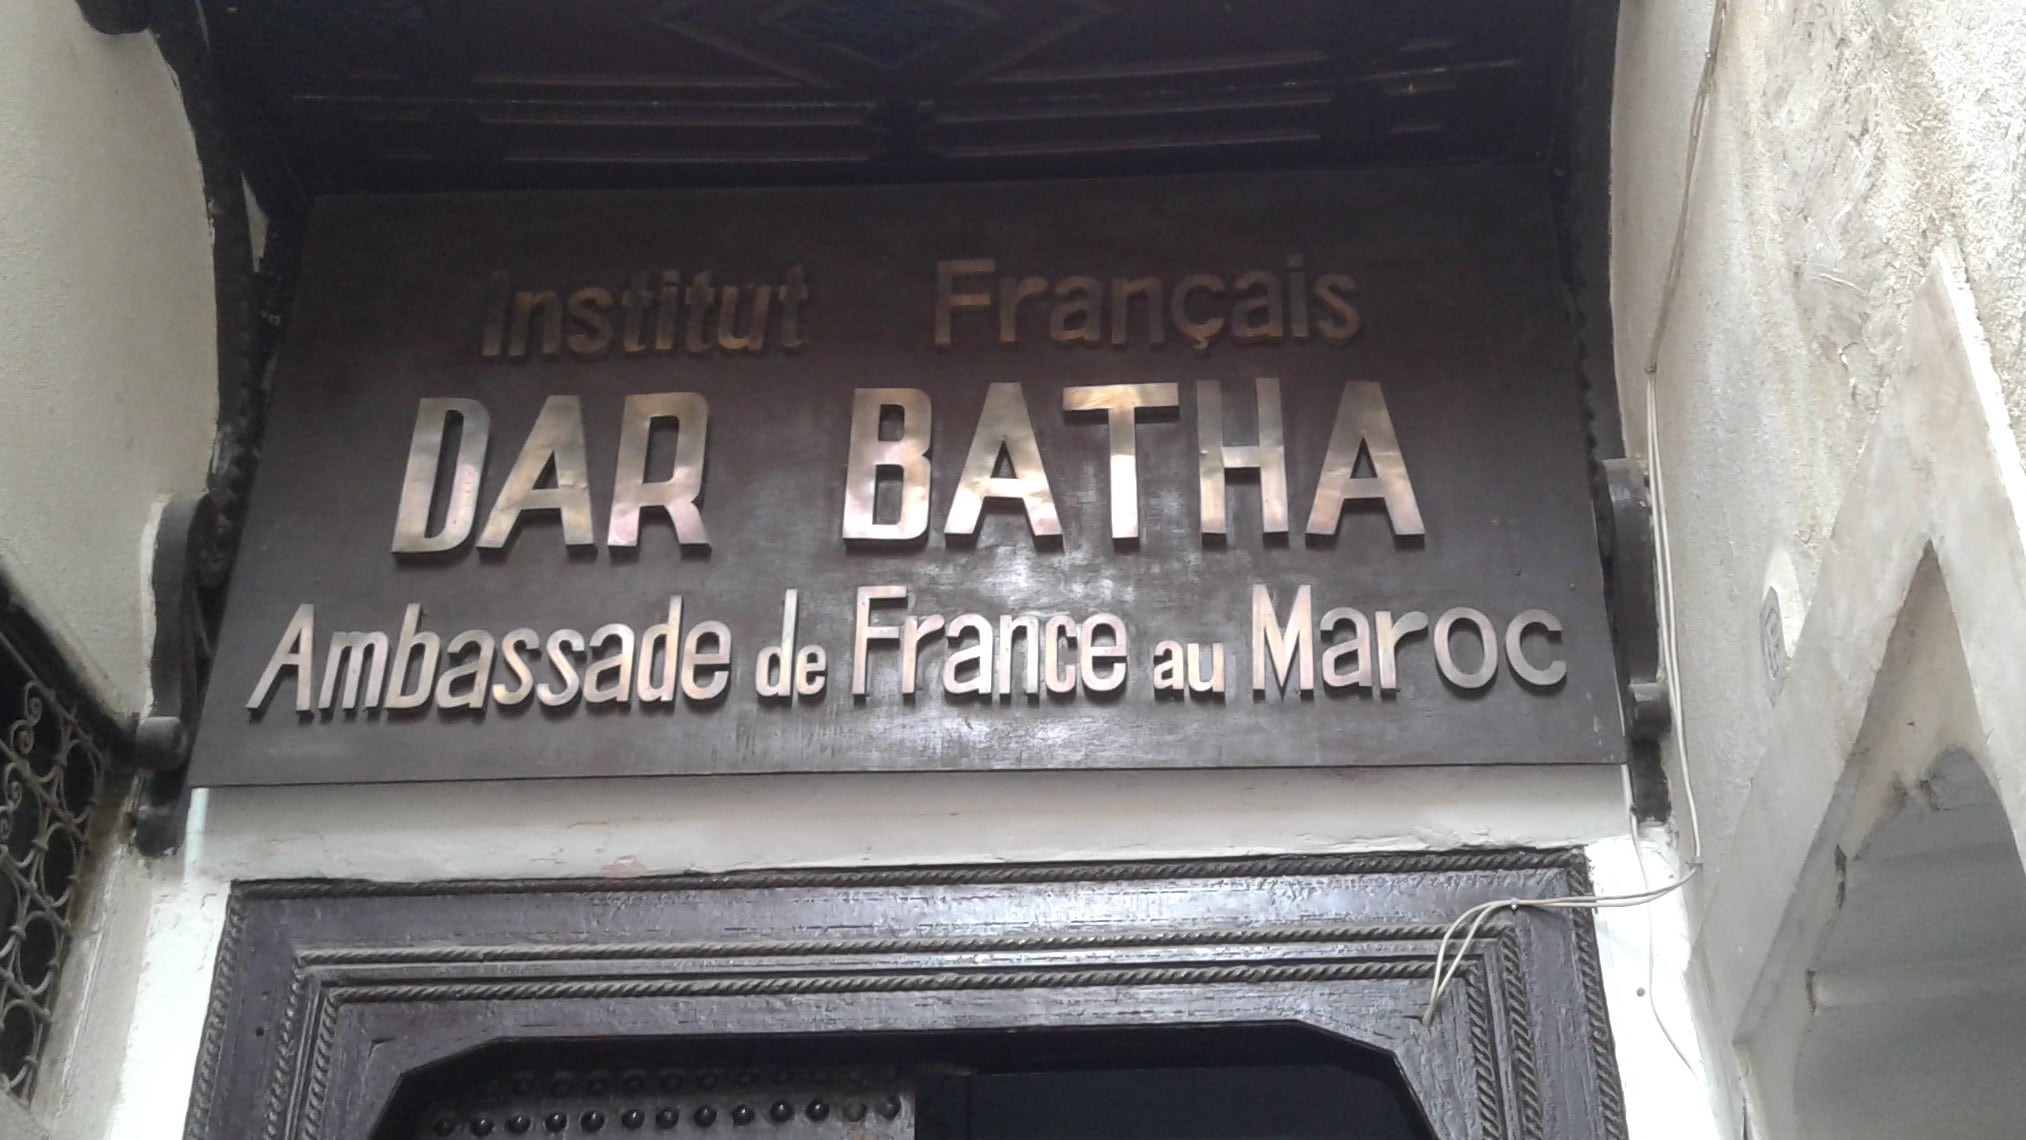 Institut Français
DAR BATHA
Ambassade de France au Maroc